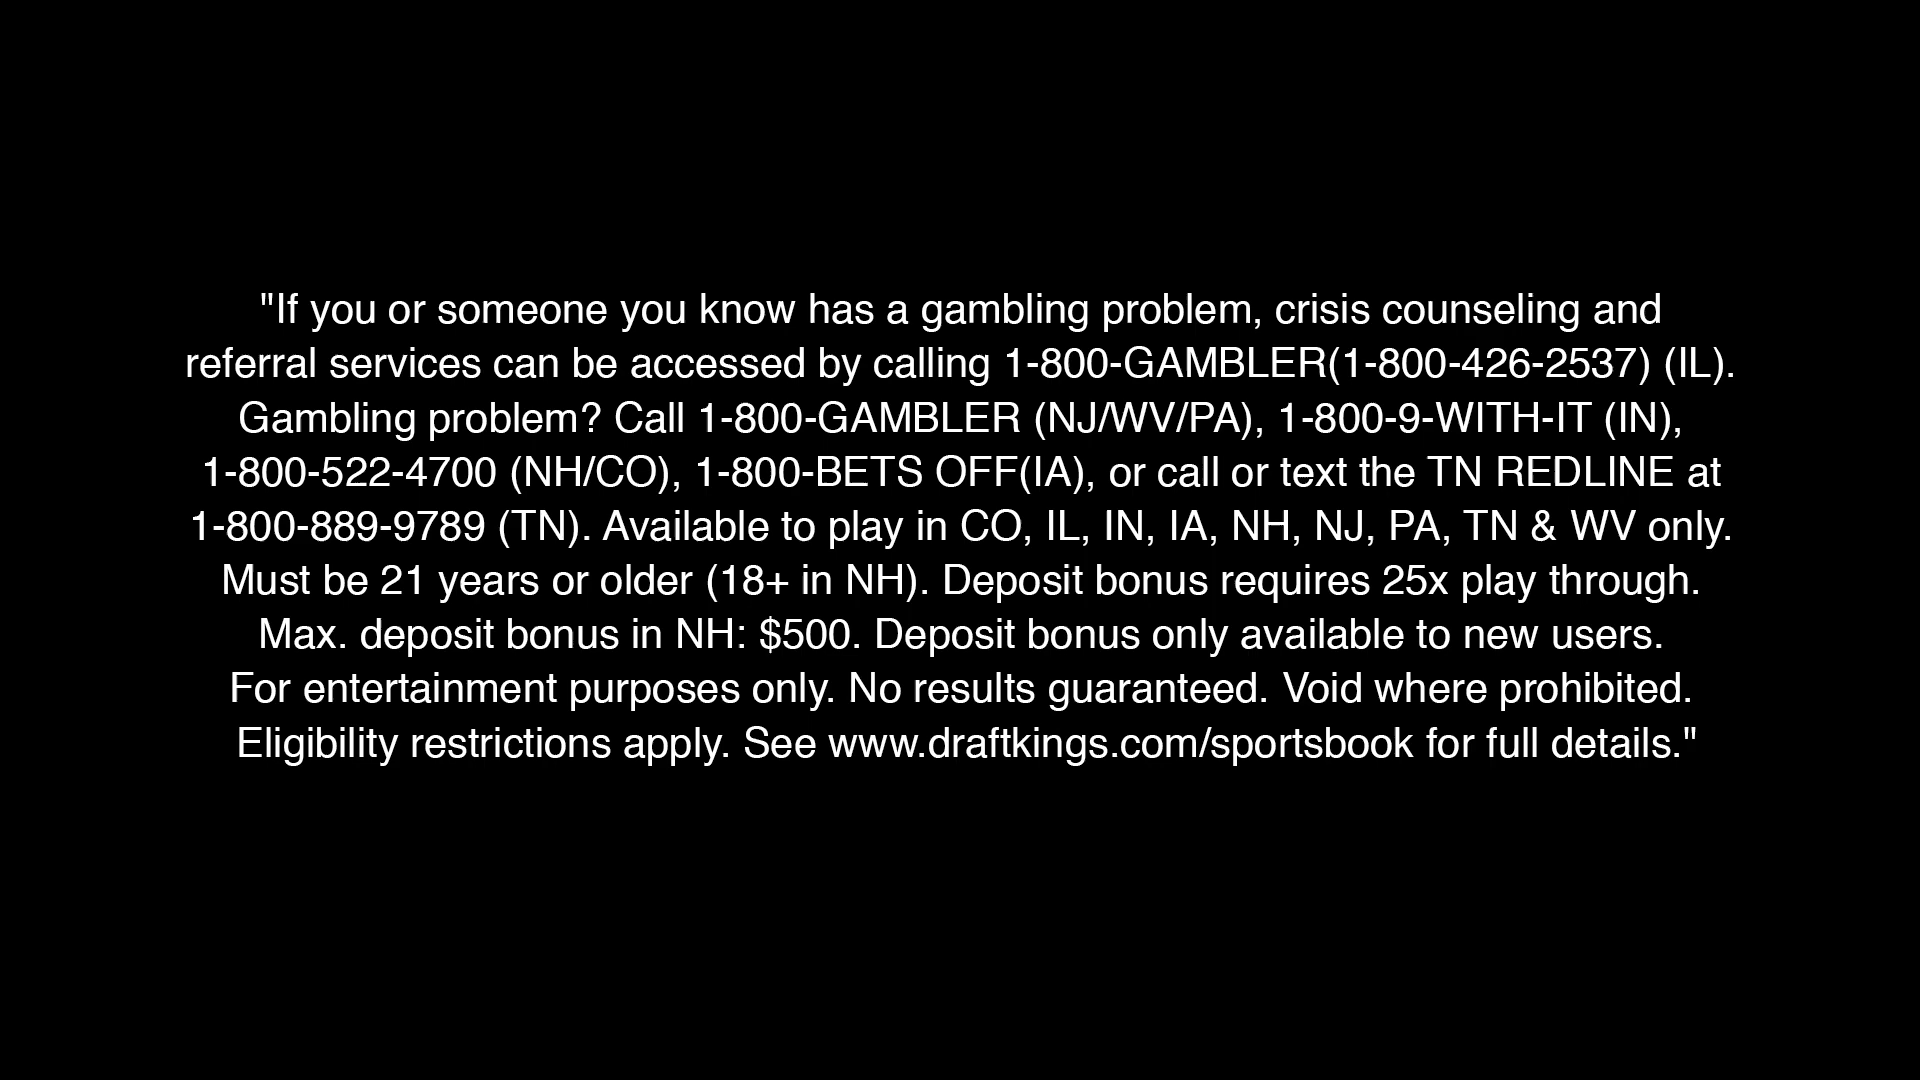 "If you or someone you know has a gambling problem, crisis counseling and
referral services can be accessed by calling 1-800-GAMBLER(1-800-426-2537) (IL).
Gambling problem? Call 1-800-GAMBLER (NJ/WV/PA), 1-800-9-WITH-IT (IN),
1-800-522-4700 (NH/CO), 1-800-BETS OFF(IA), or call or text the TN REDLINE at
1-800-889-9789 (TN). Available to play in CO, IL, IN, IA, NH, NJ, PA, TN & WV only.
Must be 21 years or older (18+ in NH). Deposit bonus requires 25x play through.
Max. deposit bonus in NH: $500. Deposit bonus only available to new users.
For entertainment purposes only. No results guaranteed. Void where prohibited.
Eligibility restrictions apply. See www.draftkings.com/sportsbook for full details."